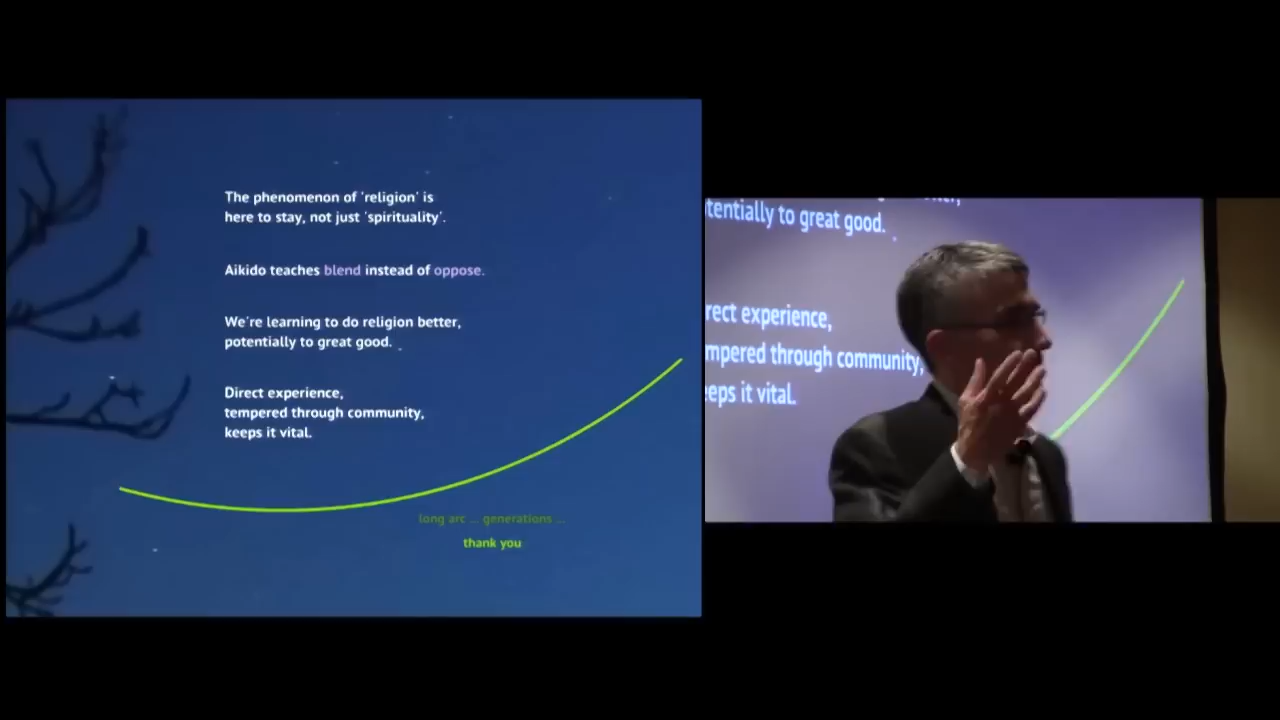 The phenomenon of 'religion' is
here to stay, not just 'spirituality'.
Aikido teaches blend instead of oppose.
We're learning to do religion better,
potentially to great good.
Direct experience,
tempered through community,
keeps it vital.
long arc ... generations ...
thank you
tentially to great good.
rect experience,
mpered through community,
eeps it vital.